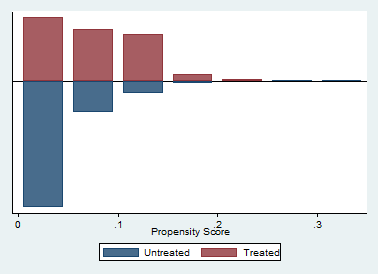 0 .1 .2 .3
Propensity Score
Untreated Treated